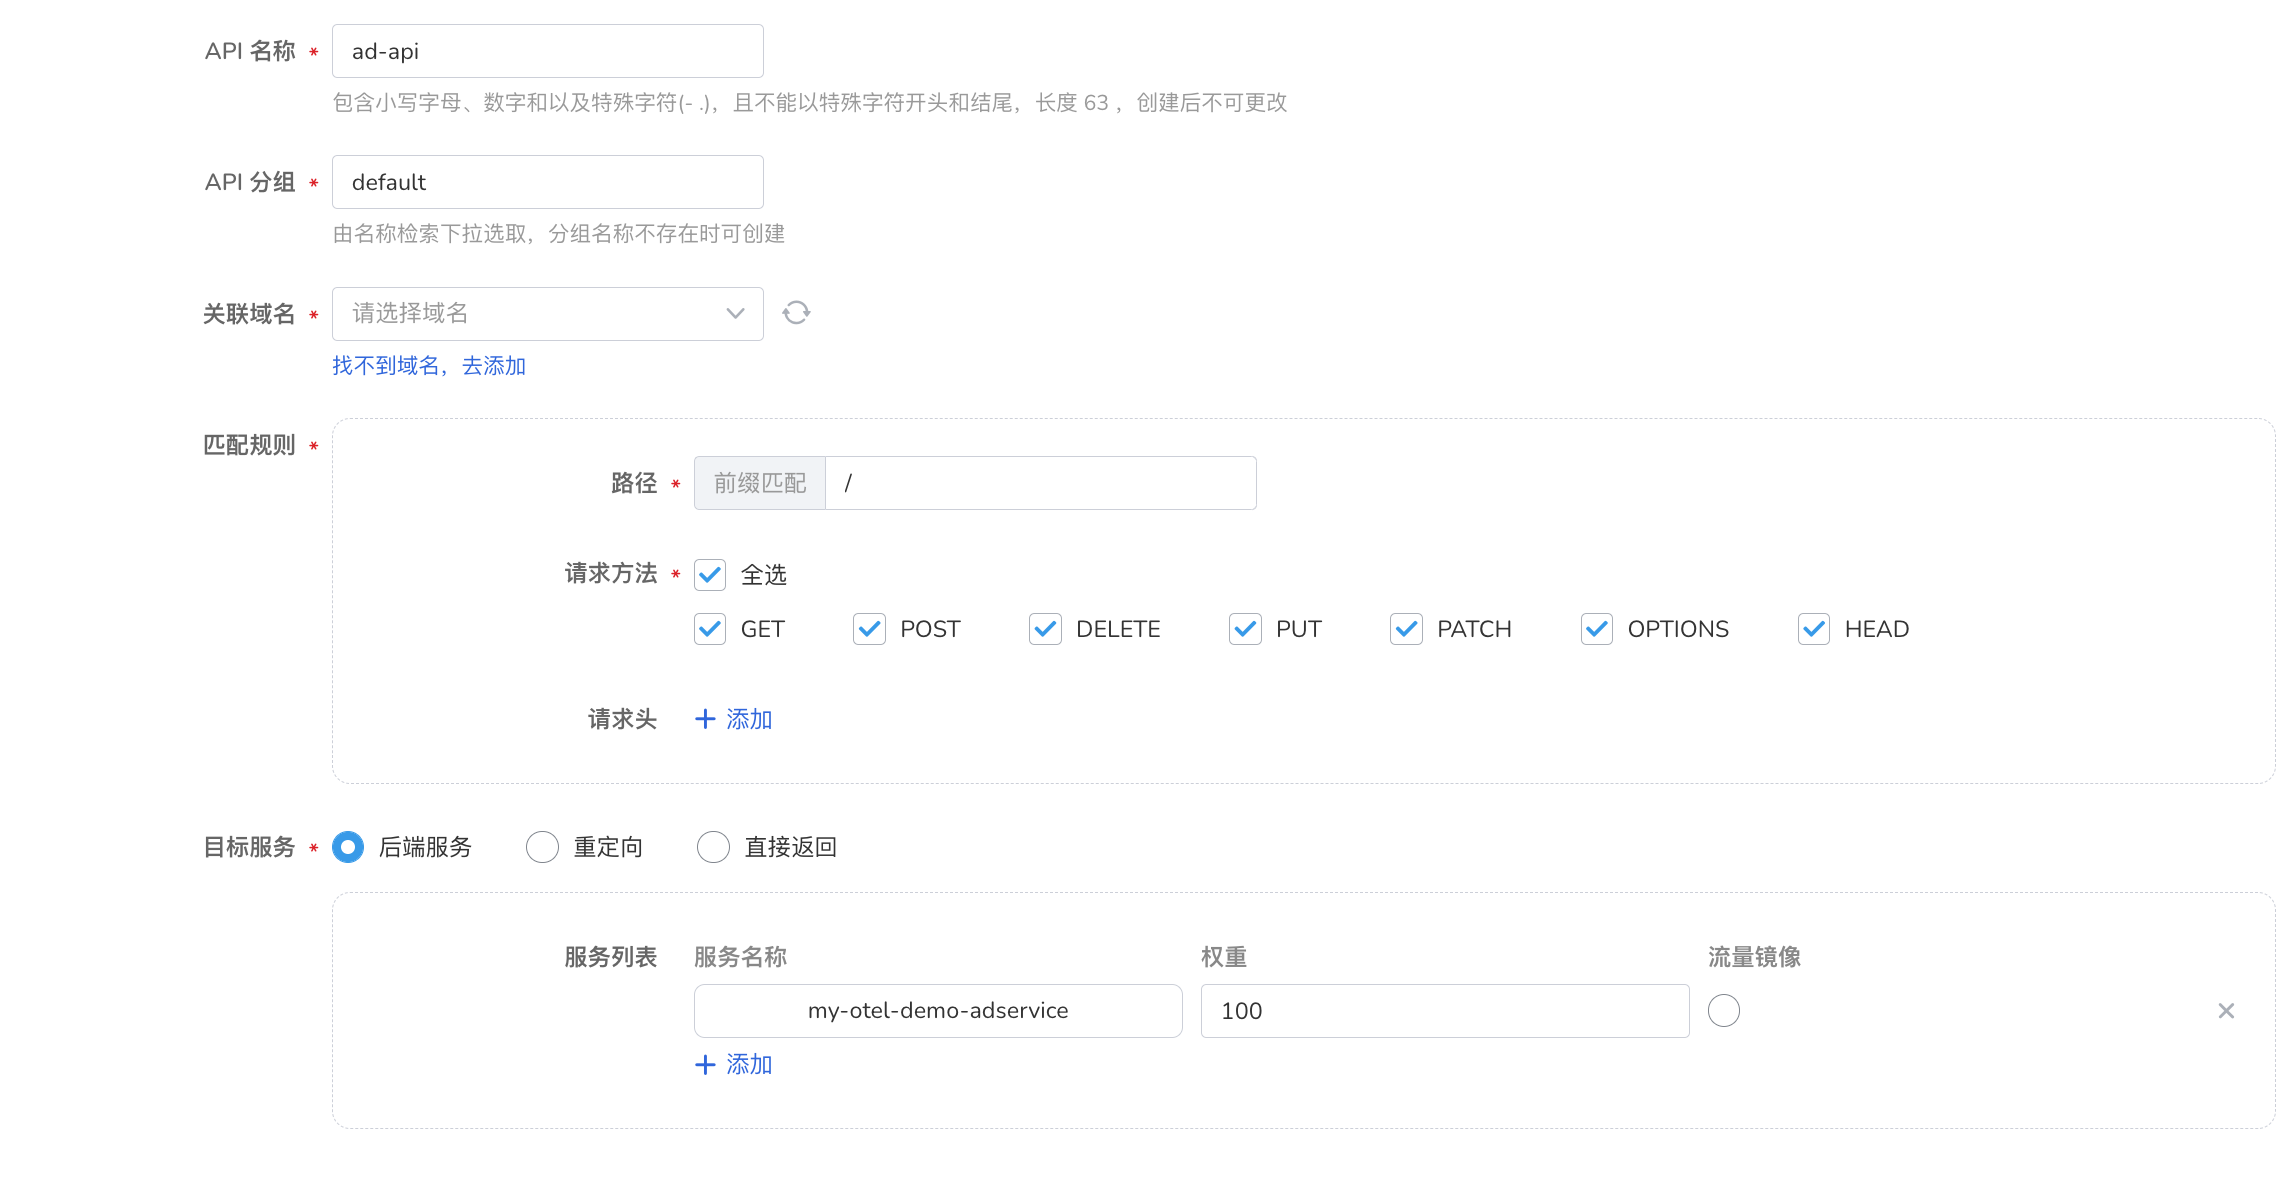 API 名称 * ad-api
包含小写字母、数字和以及特殊字符(- .)，且不能以特殊字符开头和结尾，长度 63 ，创建后不可更改
API 分组 * default
由名称检索下拉选取，分组名称不存在时可创建
关联域名 * 请选择域名
找不到域名，去添加
匹配规则 *
路径 * 前缀匹配 /
请求方法 * 全选
GET POST DELETE PUT PATCH OPTIONS HEAD
请求头 + 添加
目标服务 * 后端服务 重定向 直接返回
服务列表 服务名称 权重 流量镜像
my-otel-demo-adservice 100
+ 添加